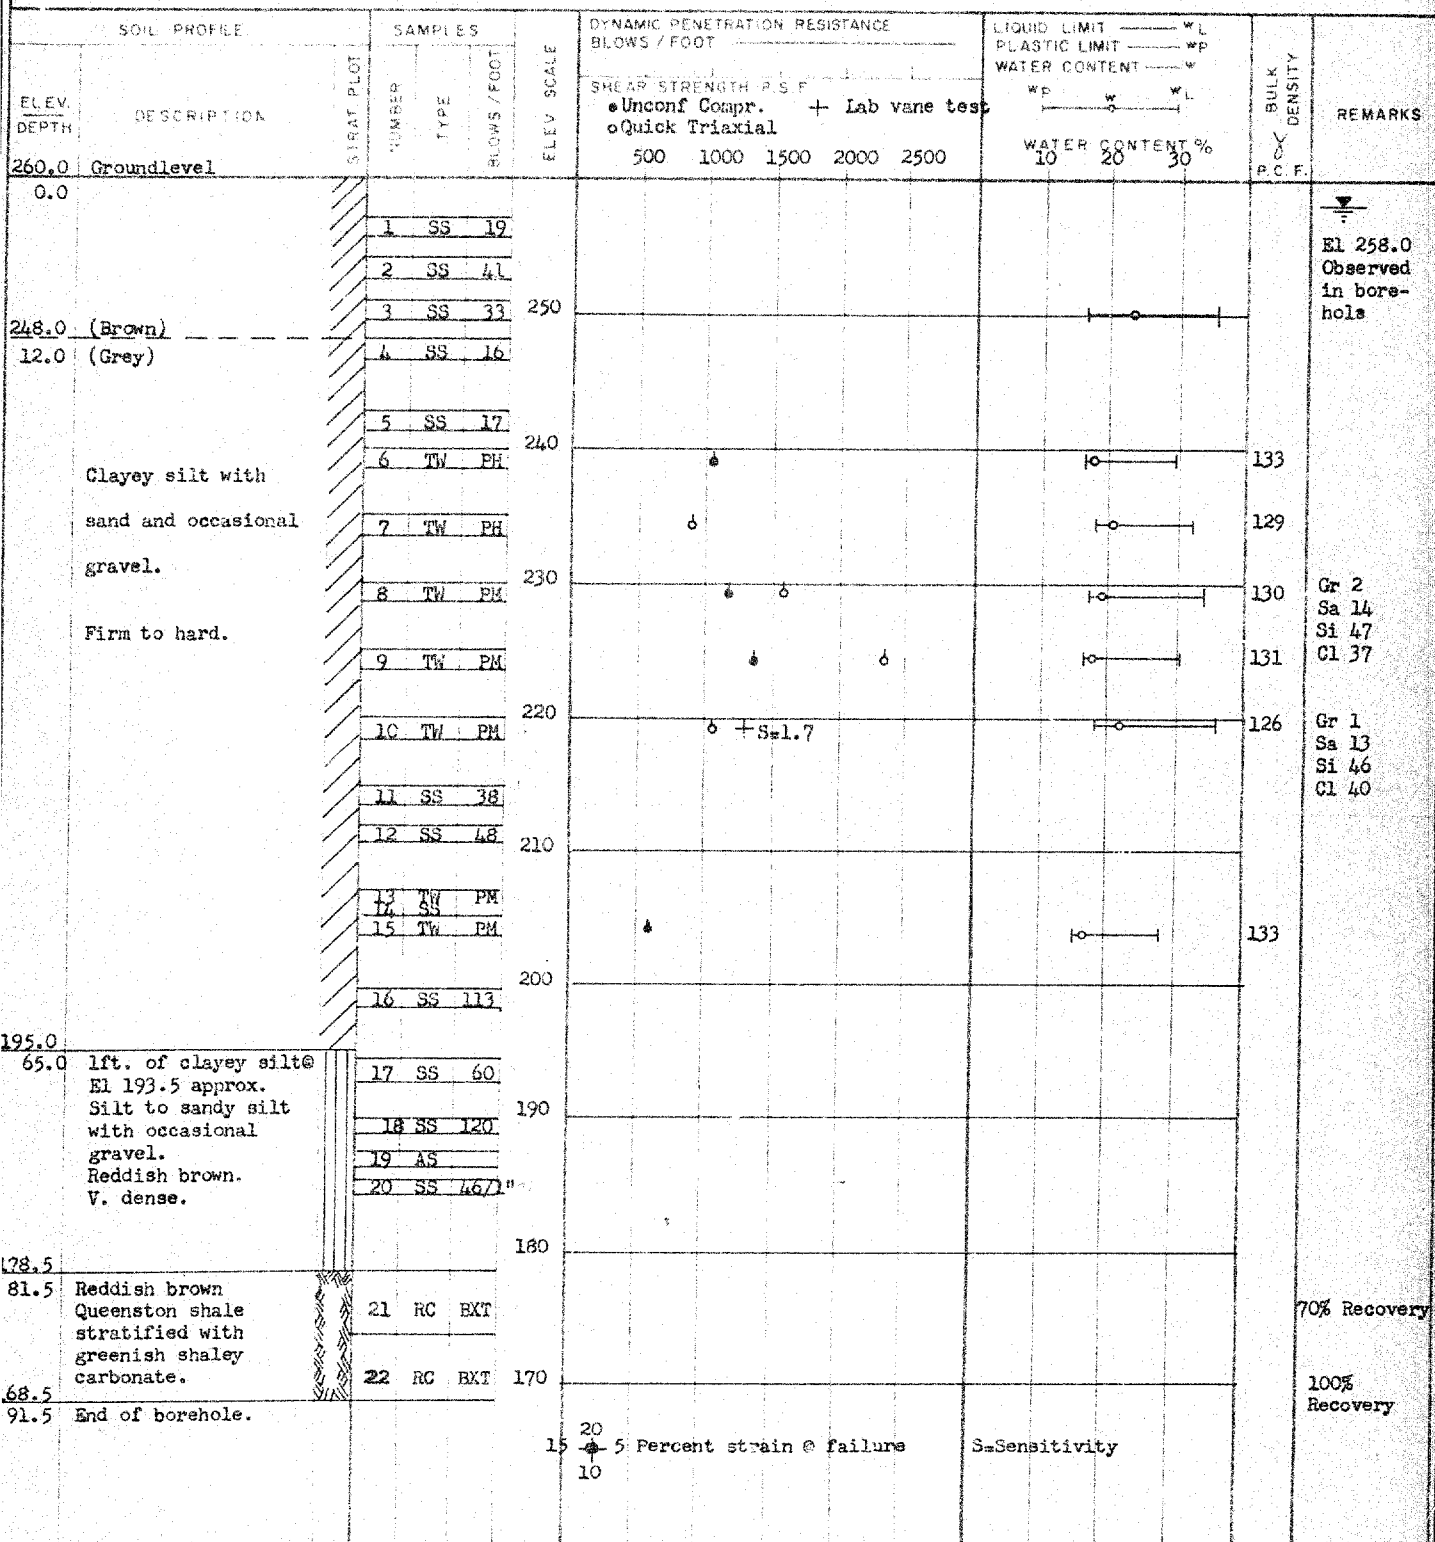 SOIL PROFILE
SAMPLES
ELEV SCALE
DYNAMIC PENETRATION RESISTANCE
BLOWS / FOOT
LIQUID LIMIT wL
PLASTIC LIMIT wP
WATER CONTENT w
BULK DENSITY
REMARKS
ELEV.
DEPTH
DESCRIPTION
STRAT PLOT
NUMBER
TYPE
BLOWS / FOOT
SHEAR STRENGTH P.S.F
Unconf Compr. + Lab vane test
Quick Triaxial
500 1000 1500 2000 2500
wP w wL
WATER CONTENT %
10 20 30
P.C.F.
260.0 Groundlevel
0.0
1 SS 19
El 258.0
Observed
in bore-
hole
2 SS 41
3 SS 33
250
248.0 (Brown)
12.0 (Grey)
4 SS 16
5 SS 17
240
6 TW PH
133
Clayey silt with
sand and occasional
gravel.
7 TW PH
129
230
8 TW PM
130
Gr 2
Sa 14
Si 47
Cl 37
Firm to hard.
9 TW PM
131
220
10 TW PM
S=1.7
126
Gr 1
Sa 13
Si 46
Cl 40
11 SS 38
12 SS 48
210
13 TW PM
14 SS
15 TW PM
133
200
16 SS 113
195.0
65.0 1ft. of clayey silt@
El 193.5 approx.
Silt to sandy silt
with occasional
gravel.
Reddish brown.
V. dense.
17 SS 60
190
18 SS 120
19 AS
20 SS 46/1"
180
178.5
81.5 Reddish brown
Queenston shale
stratified with
greenish shaley
carbonate.
21 RC BXT
70% Recovery
22 RC BXT
170
100%
Recovery
68.5
91.5 End of borehole.
20
15 5 Percent strain @ failure
10
S=Sensitivity